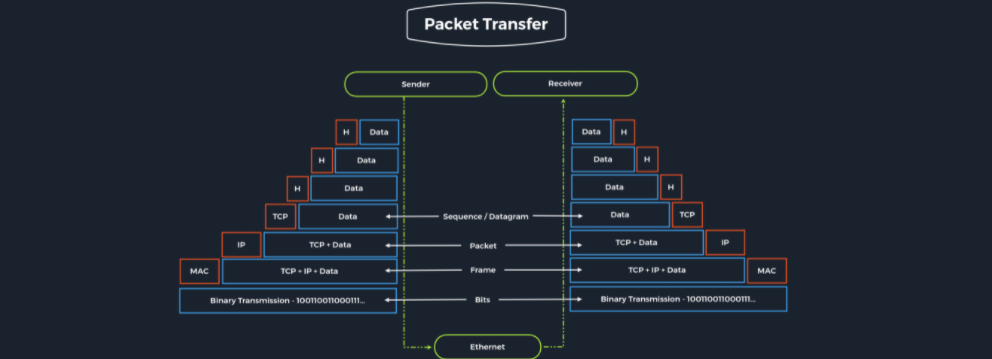 Packet Transfer
Sender Receiver
H Data Data H
H Data Data H
H Data Data H
TCP Data Sequence / Datagram Data TCP
IP TCP + Data Packet TCP + Data IP
MAC TCP + IP + Data Frame TCP + IP + Data MAC
Binary Transmission - 100110011000111... Bits Binary Transmission - 100110011000111...
Ethernet